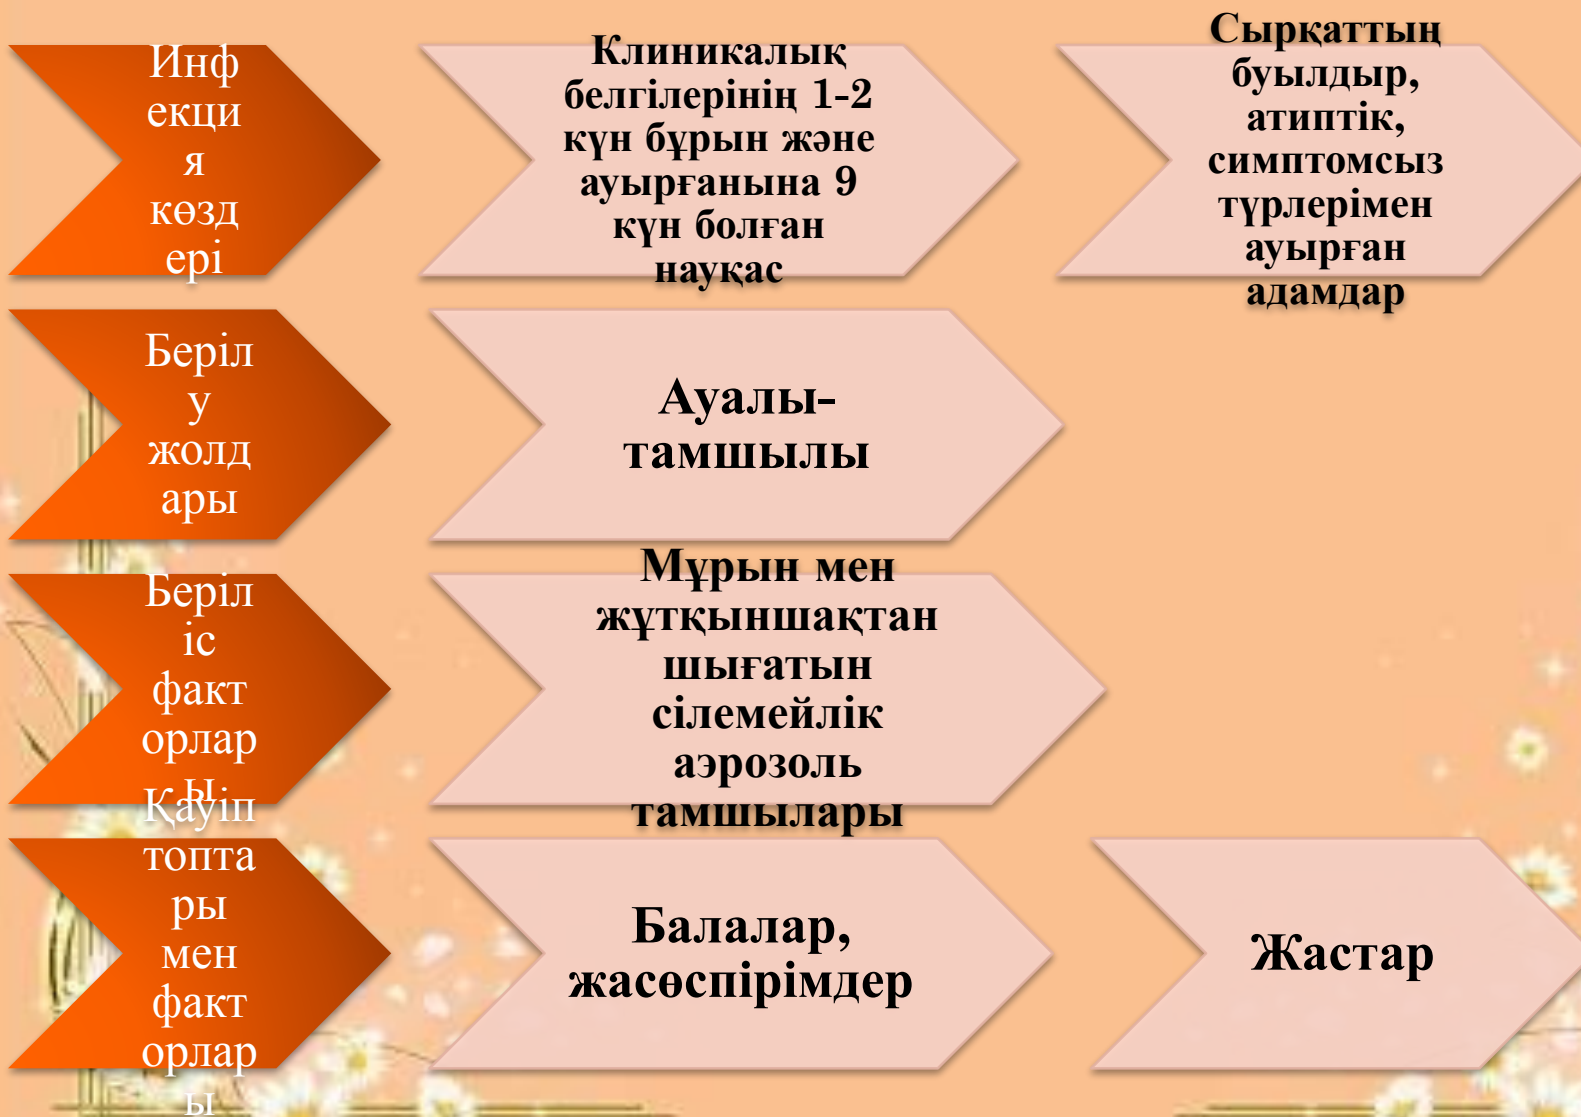 Инф
екци
я
көзд
ері
Клиникалық
белгілерінің 1-2
күн бұрын және
ауырғанына 9
күн болған
науқас
Сырқаттың
буылдыр,
атиптік,
симптомсыз
түрлерімен
ауырған
адамдар
Беріл
у
жолд
ары
Ауалы-
тамшылы
Беріл
іс
факт
орлар
ы
Мұрын мен
жұтқыншақтан
шығатын
сілемейлік
аэрозоль
тамшылары
Қауіп
топта
ры
мен
факт
орлар
ы
Балалар,
жасөспірімдер
Жастар